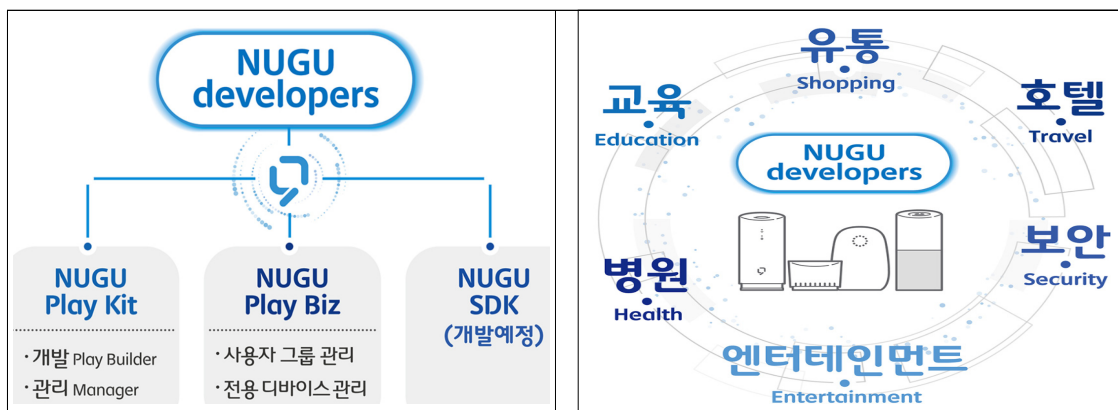 NUGU
developers
NUGU
Play Kit
· 개발 Play Builder
· 관리 Manager
NUGU
Play Biz
· 사용자 그룹 관리
· 전용 디바이스 관리
NUGU
SDK
(개발예정)
유통
Shopping
교육
Education
호텔
Travel
NUGU
developers
보안
Security
병원
Health
엔터테인먼트
Entertainment